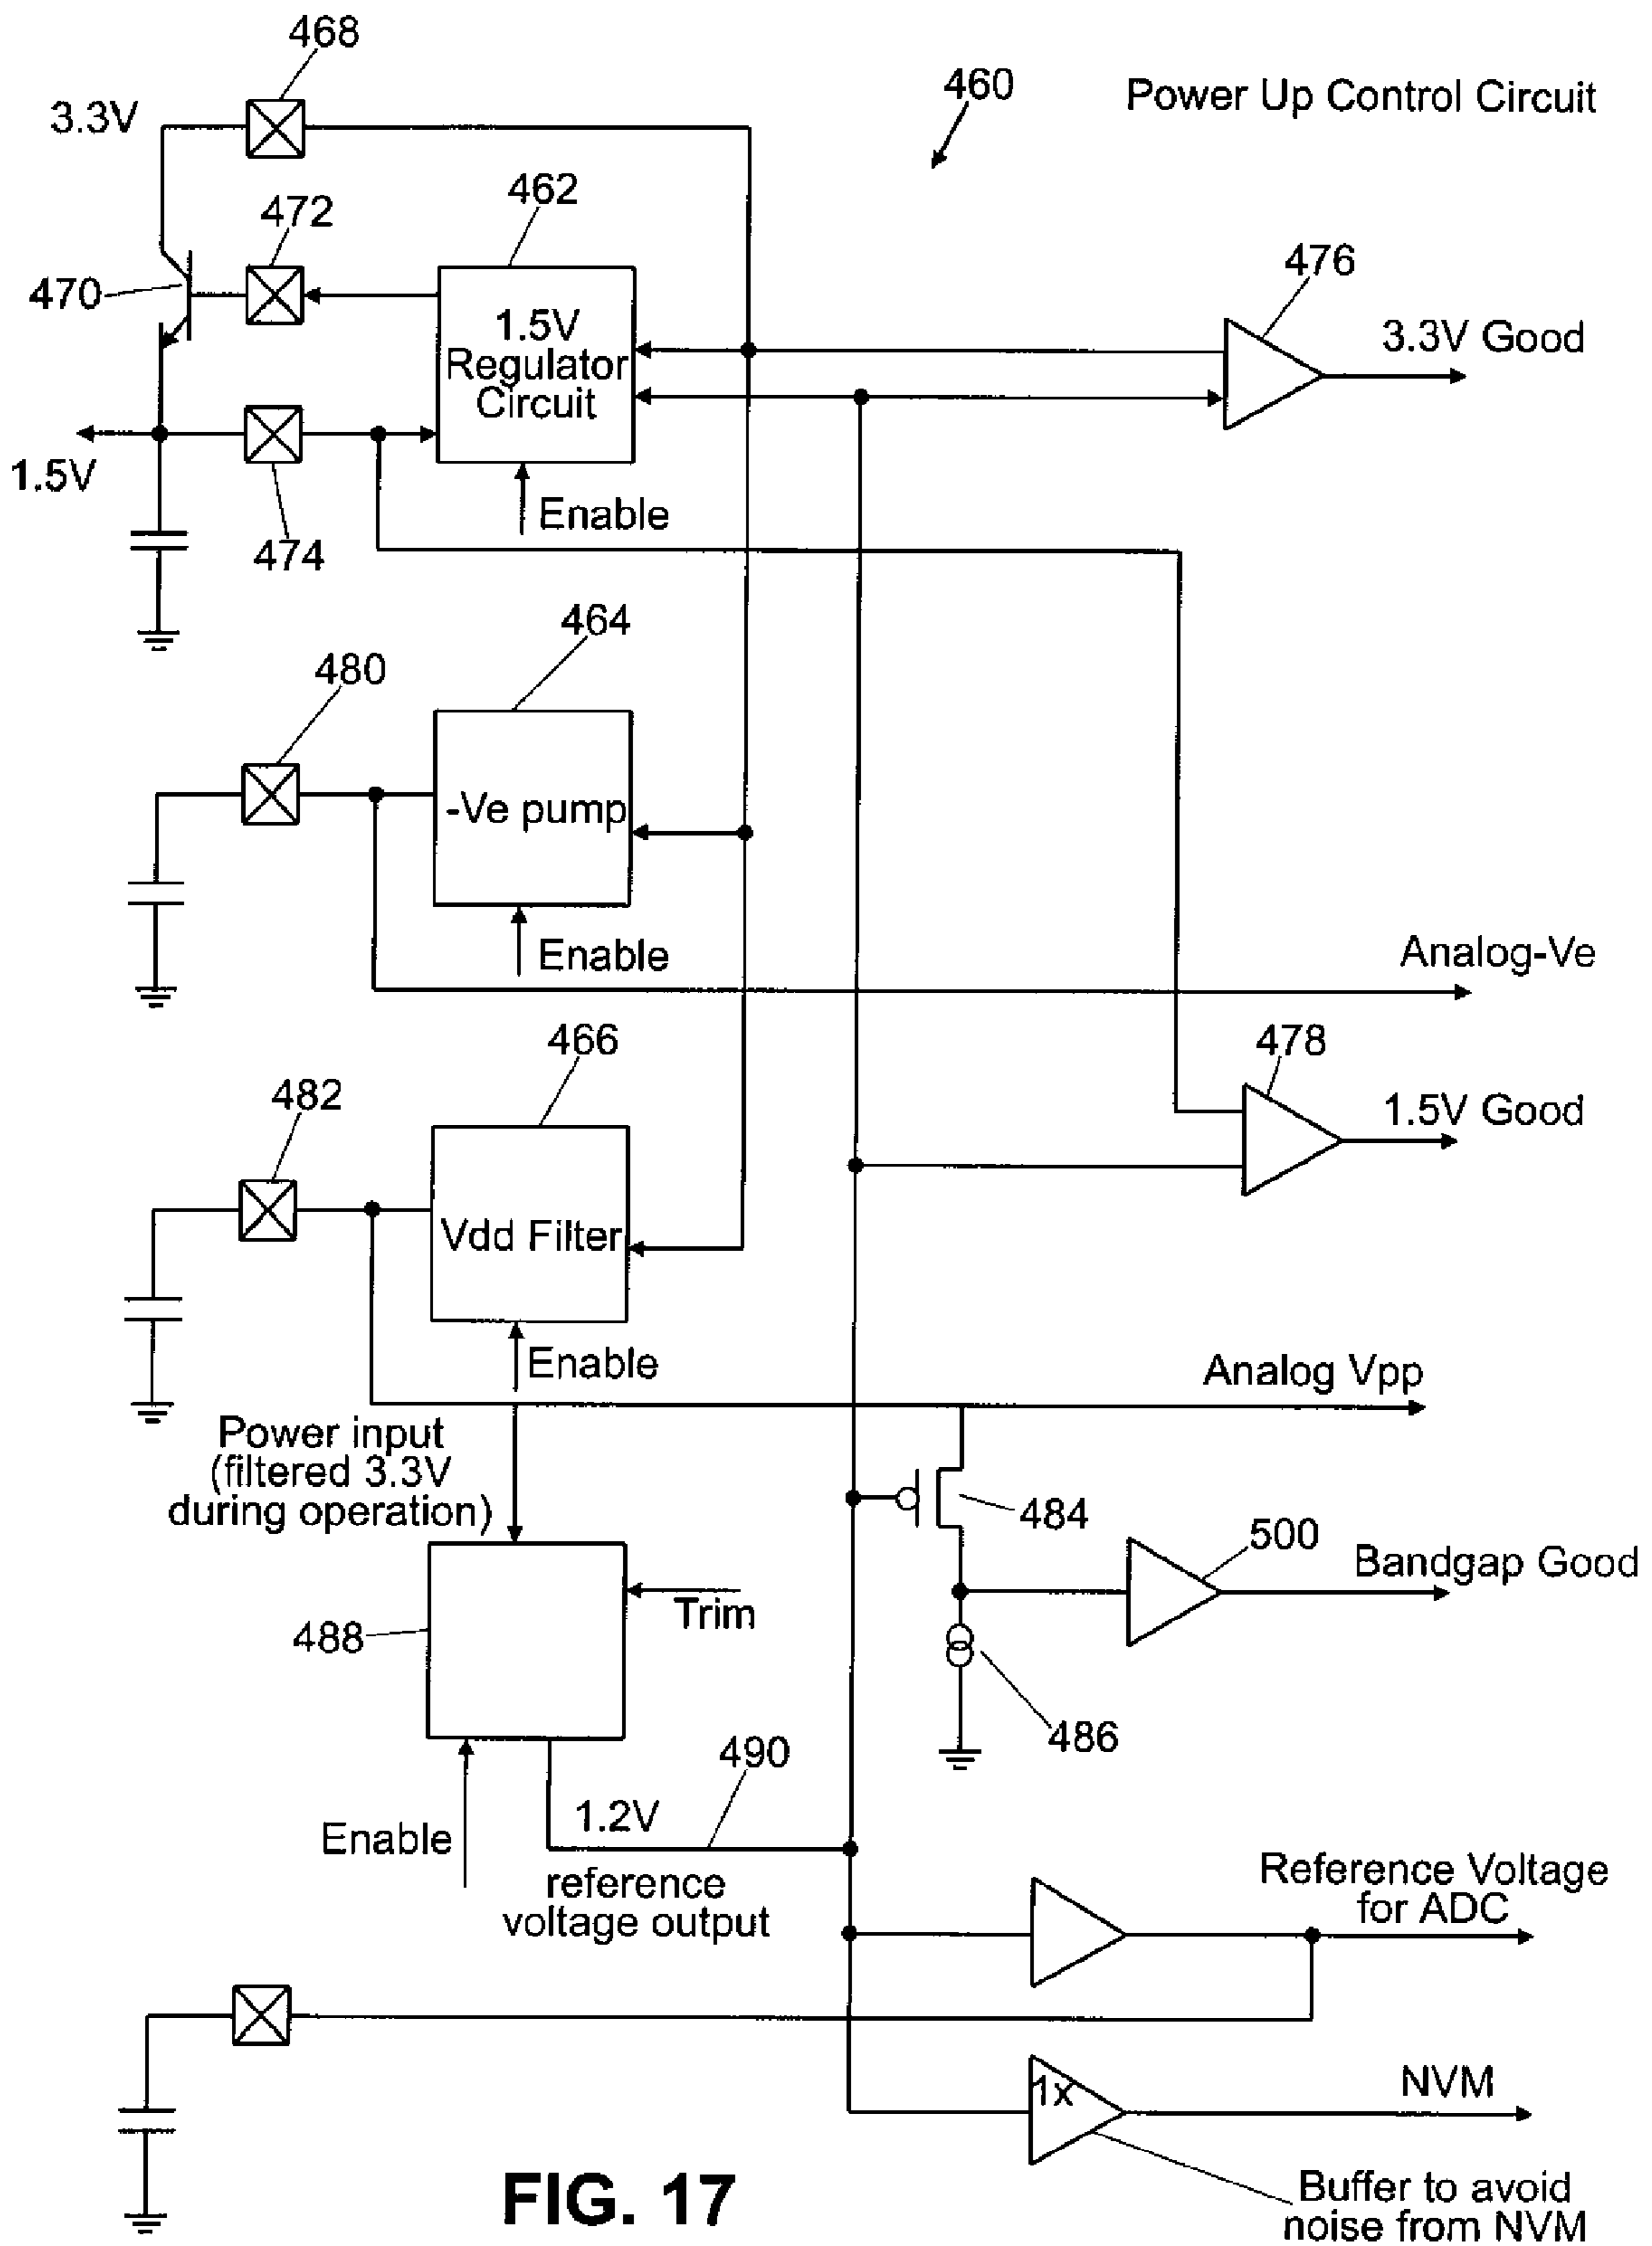 468
460
Power Up Control Circuit
3.3V
462
472
476
470
1.5V
Regulator
Circuit
3.3V Good
1.5V
Enable
474
464
480
-Ve pump
Enable
Analog-Ve
466
478
482
1.5V Good
Vdd Filter
Enable
Analog Vpp
Power input
(filtered 3.3V
during operation)
484
500
Bandgap Good
Trim
488
486
490
1.2V
Enable
reference
voltage output
Reference Voltage
for ADC
1x
NVM
FIG. 17
Buffer to avoid
noise from NVM